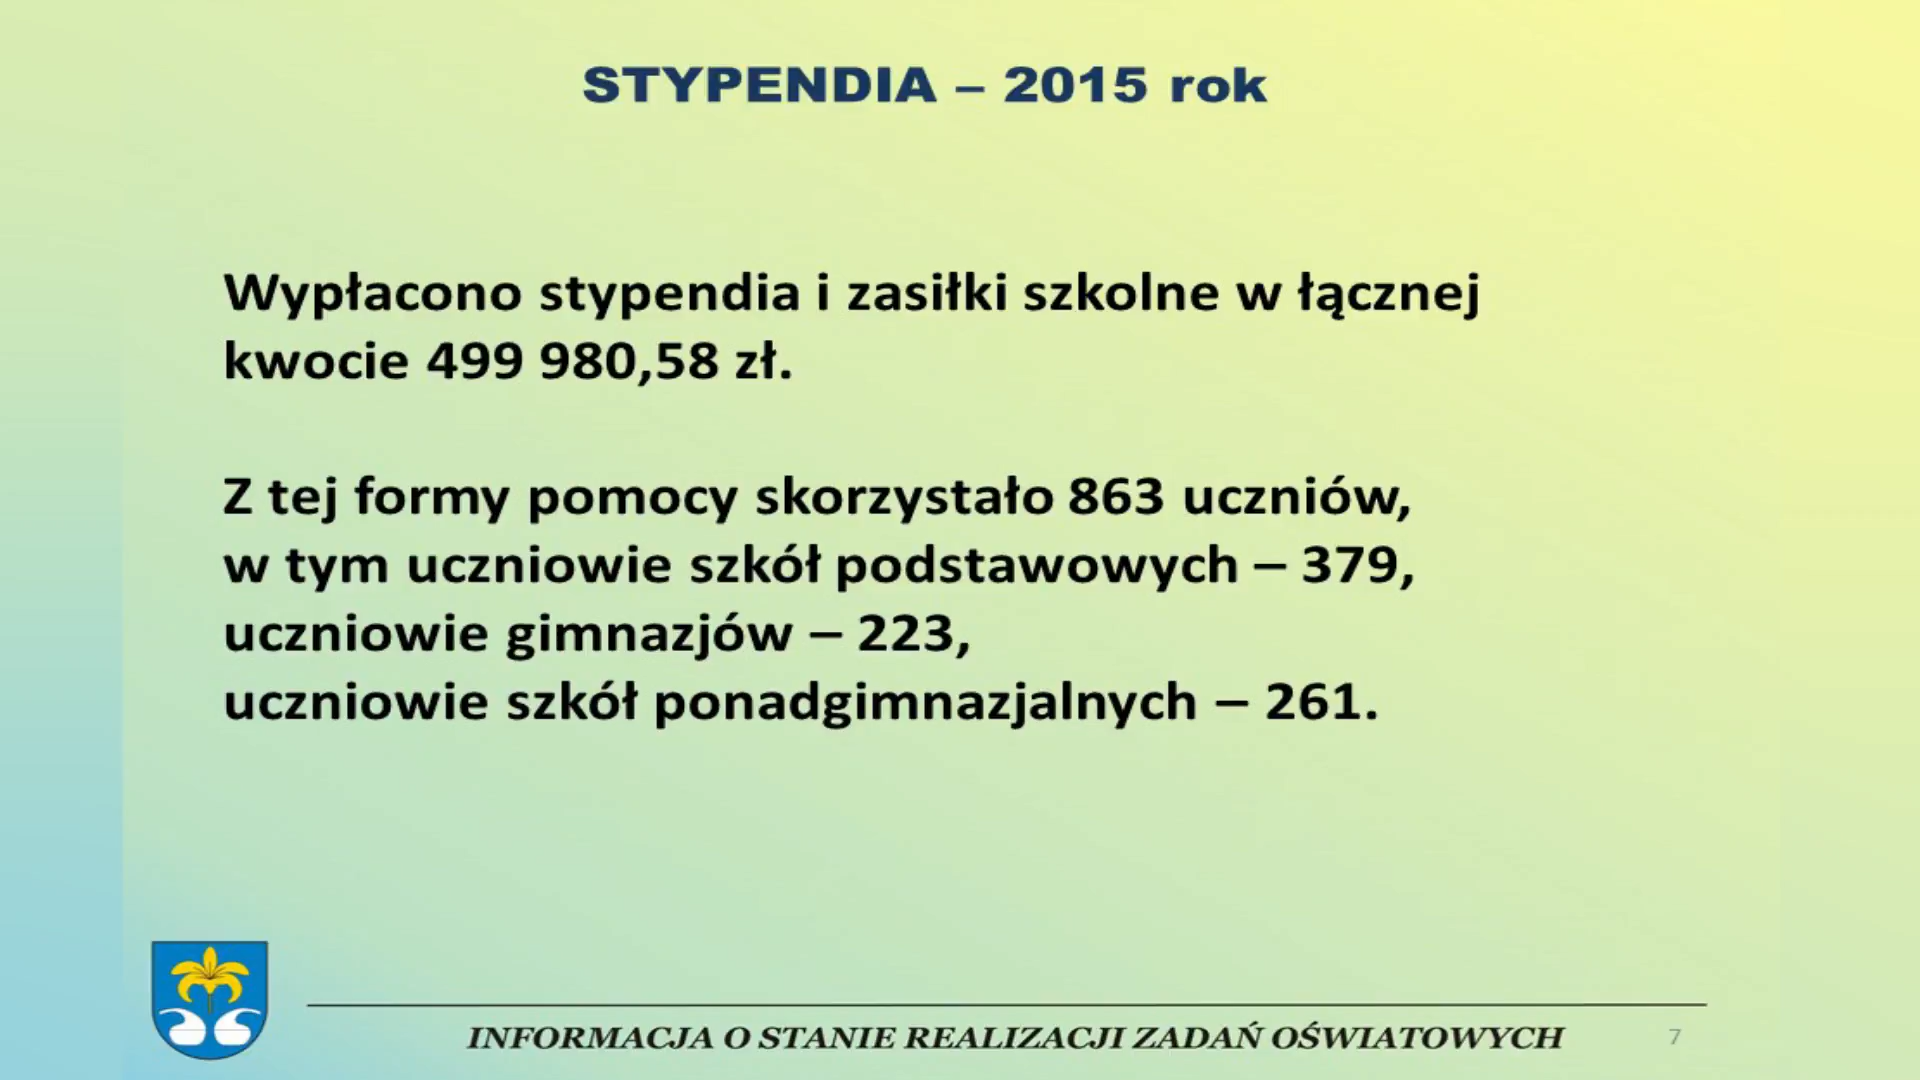 STYPENDIA – 2015 rok
Wypłacono stypendia i zasiłki szkolne w łącznej
kwocie 499 980,58 zł.
Z tej formy pomocy skorzystało 863 uczniów,
w tym uczniowie szkół podstawowych – 379,
uczniowie gimnazjów – 223,
uczniowie szkół ponadgimnazjalnych – 261.
INFORMACJA O STANIE REALIZACJI ZADAŃ OŚWIATOWYCH
7